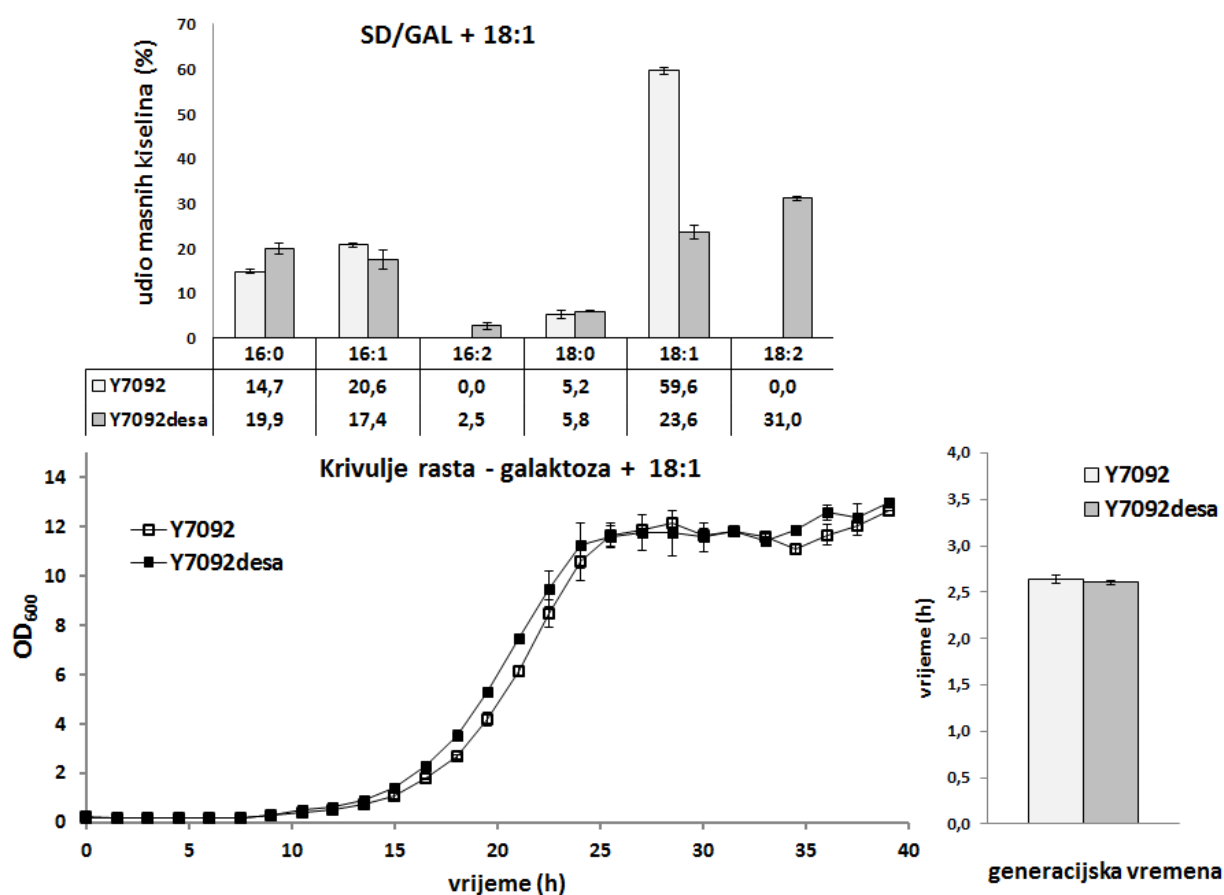 SD/GAL + 18:1
udio masnih kiselina (%)
70
60
50
40
30
20
10
0
16:0 16:1 16:2 18:0 18:1 18:2
Y7092 14,7 20,6 0,0 5,2 59,6 0,0
Y7092desa 19,9 17,4 2,5 5,8 23,6 31,0
Krivulje rasta - galaktoza + 18:1
Y7092
Y7092desa
OD600
14
12
10
8
6
4
2
0
0 5 10 15 20 25 30 35 40
vrijeme (h)
Y7092
Y7092desa
vrijeme (h)
4,0
3,5
3,0
2,5
2,0
1,5
1,0
0,5
0,0
generacijska vremena